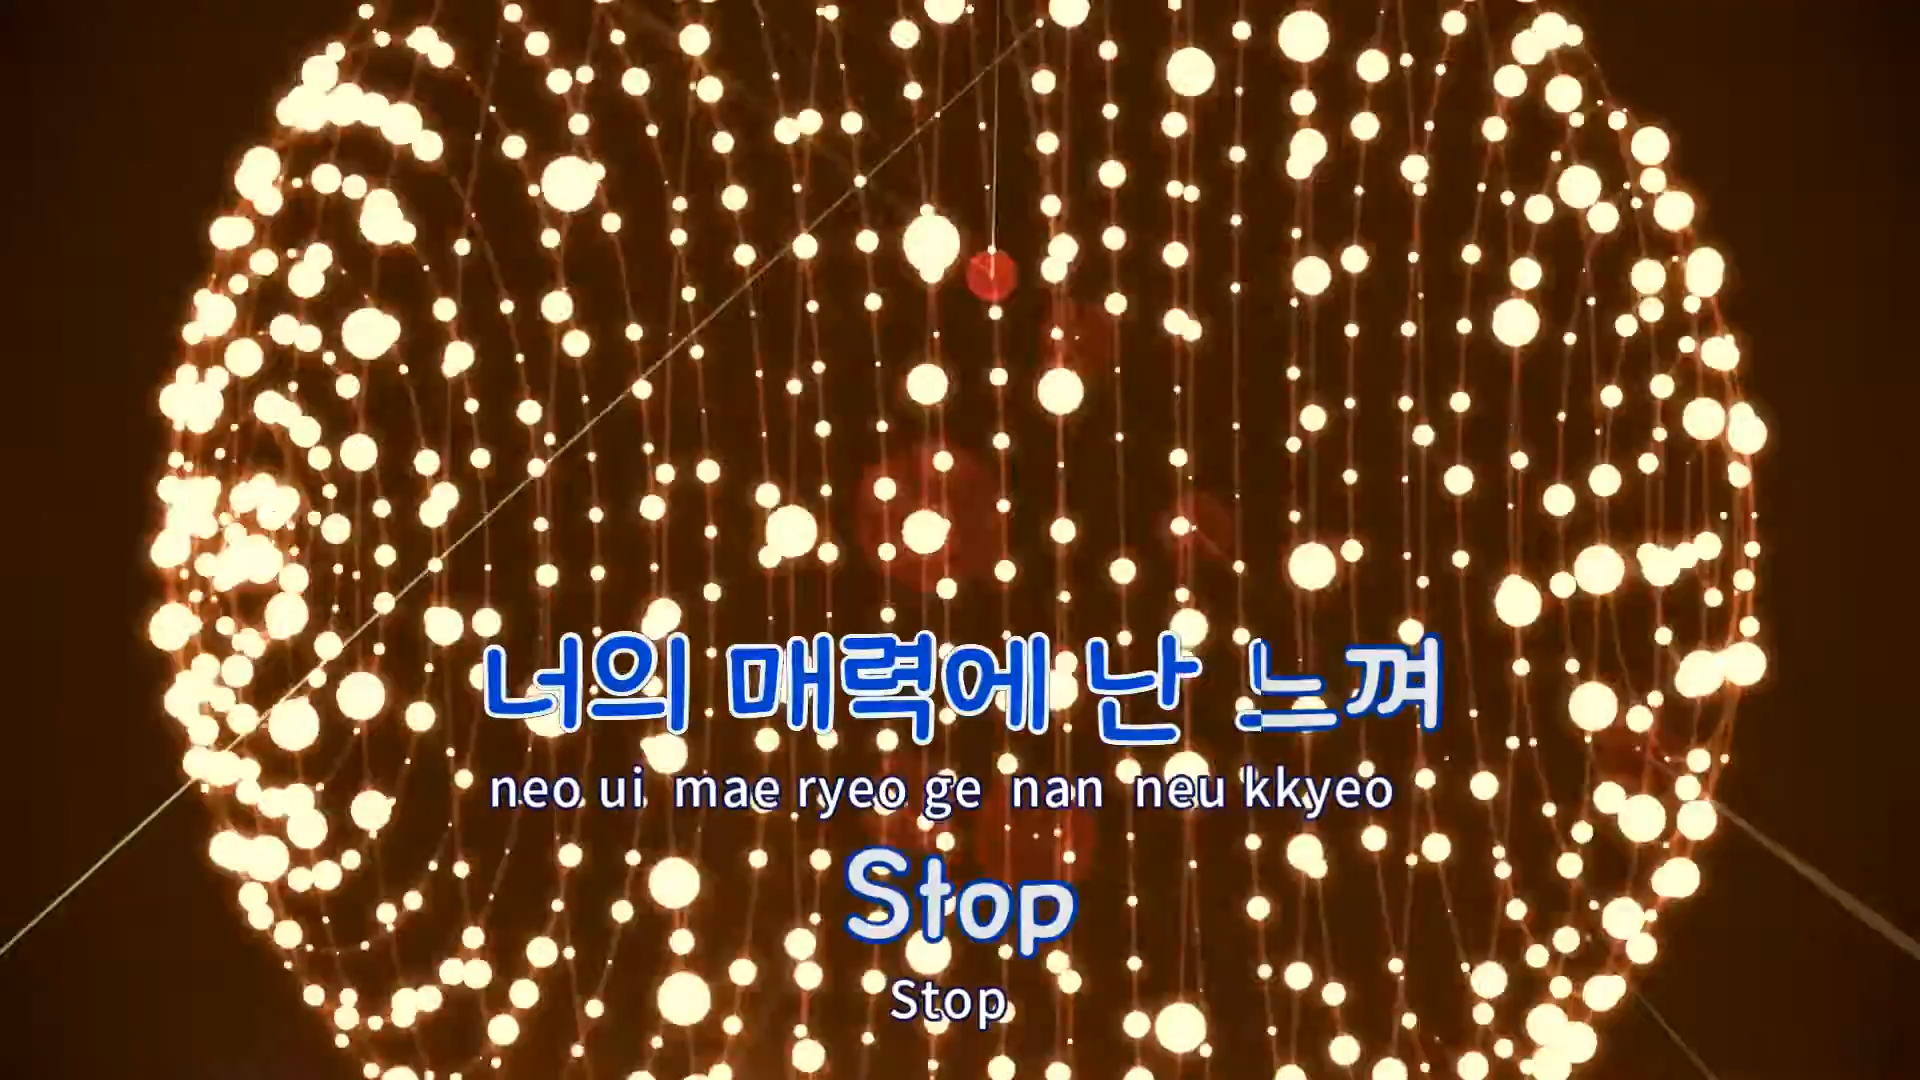 너의 매력에 난 느껴
neo ui mae ryeo ge nan neu kkyeo
Stop
Stop